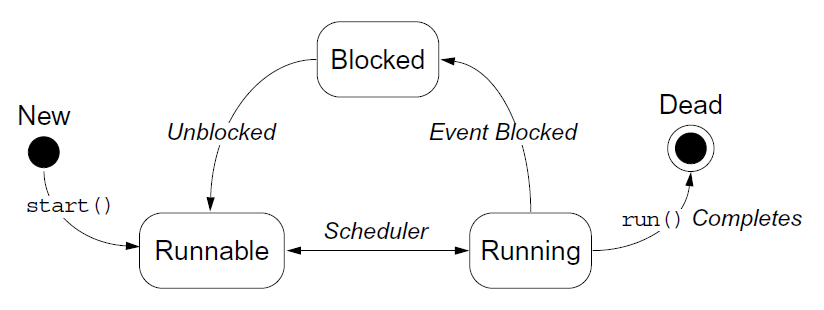 Blocked
New
Dead
Unblocked
Event Blocked
start()
run() Completes
Scheduler
Runnable
Running